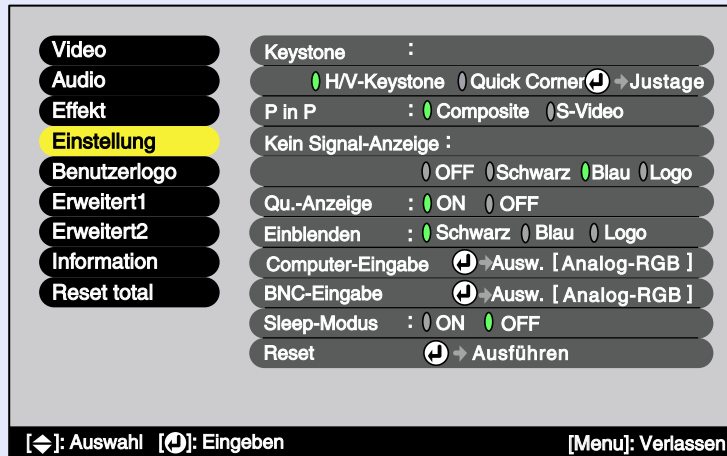 Video
Audio
Effekt
Einstellung
Benutzerlogo
Erweitert1
Erweitert2
Information
Reset total
Keystone :
H/V-Keystone Quick Corner → Justage
P in P : Composite S-Video
Kein Signal-Anzeige :
OFF Schwarz Blau Logo
Qu.-Anzeige : ON OFF
Einblenden : Schwarz Blau Logo
Computer-Eingabe → Ausw. [ Analog-RGB ]
BNC-Eingabe → Ausw. [ Analog-RGB ]
Sleep-Modus : ON OFF
Reset → Ausführen
[ ]: Auswahl [ ]: Eingeben [Menu]: Verlassen